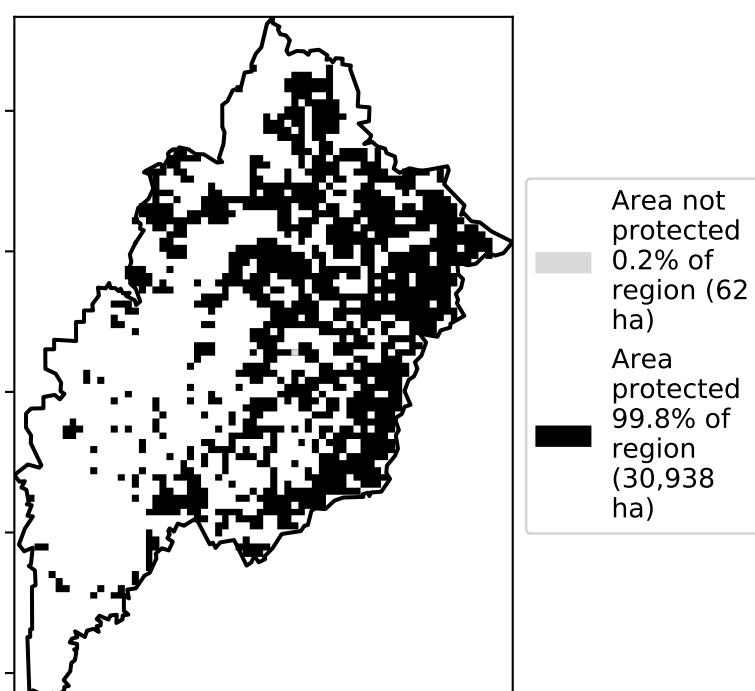 Area not
protected
0.2% of
region (62
ha)
Area
protected
99.8% of
region
(30,938
ha)